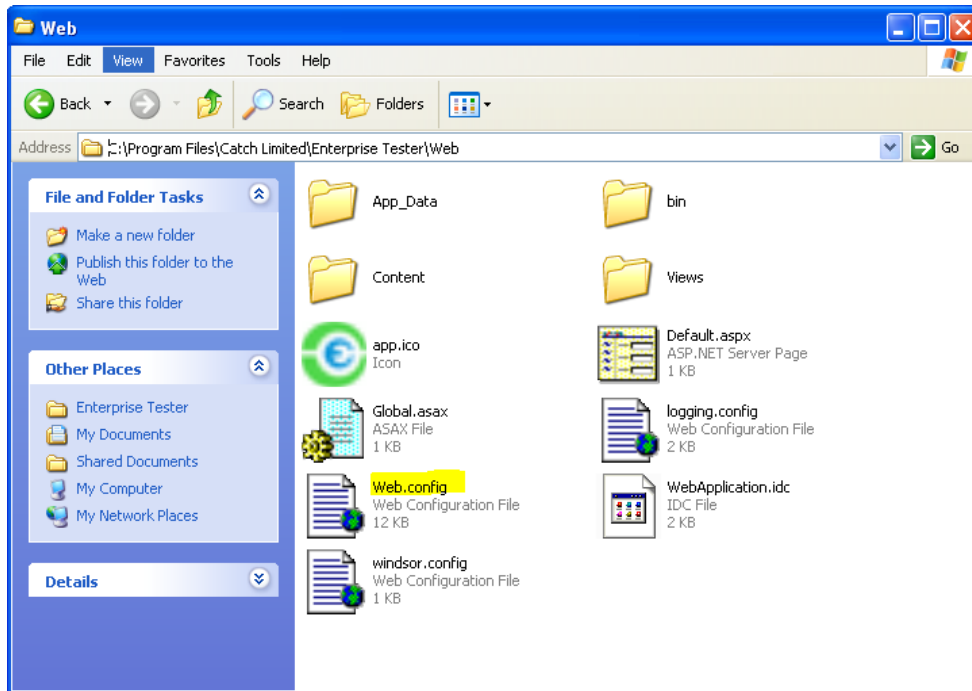 Web
File Edit View Favorites Tools Help
Back Search Folders
Address C:\Program Files\Catch Limited\Enterprise Tester\Web Go
File and Folder Tasks
Make a new folder
Publish this folder to the
Web
Share this folder
Other Places
Enterprise Tester
My Documents
Shared Documents
My Computer
My Network Places
Details
App_Data
bin
Content
Views
app.ico
Icon
Default.aspx
ASP.NET Server Page
1 KB
Global.asax
ASAX File
1 KB
logging.config
Web Configuration File
2 KB
Web.config
Web Configuration File
12 KB
WebApplication.idc
IDC File
2 KB
windsor.config
Web Configuration File
1 KB